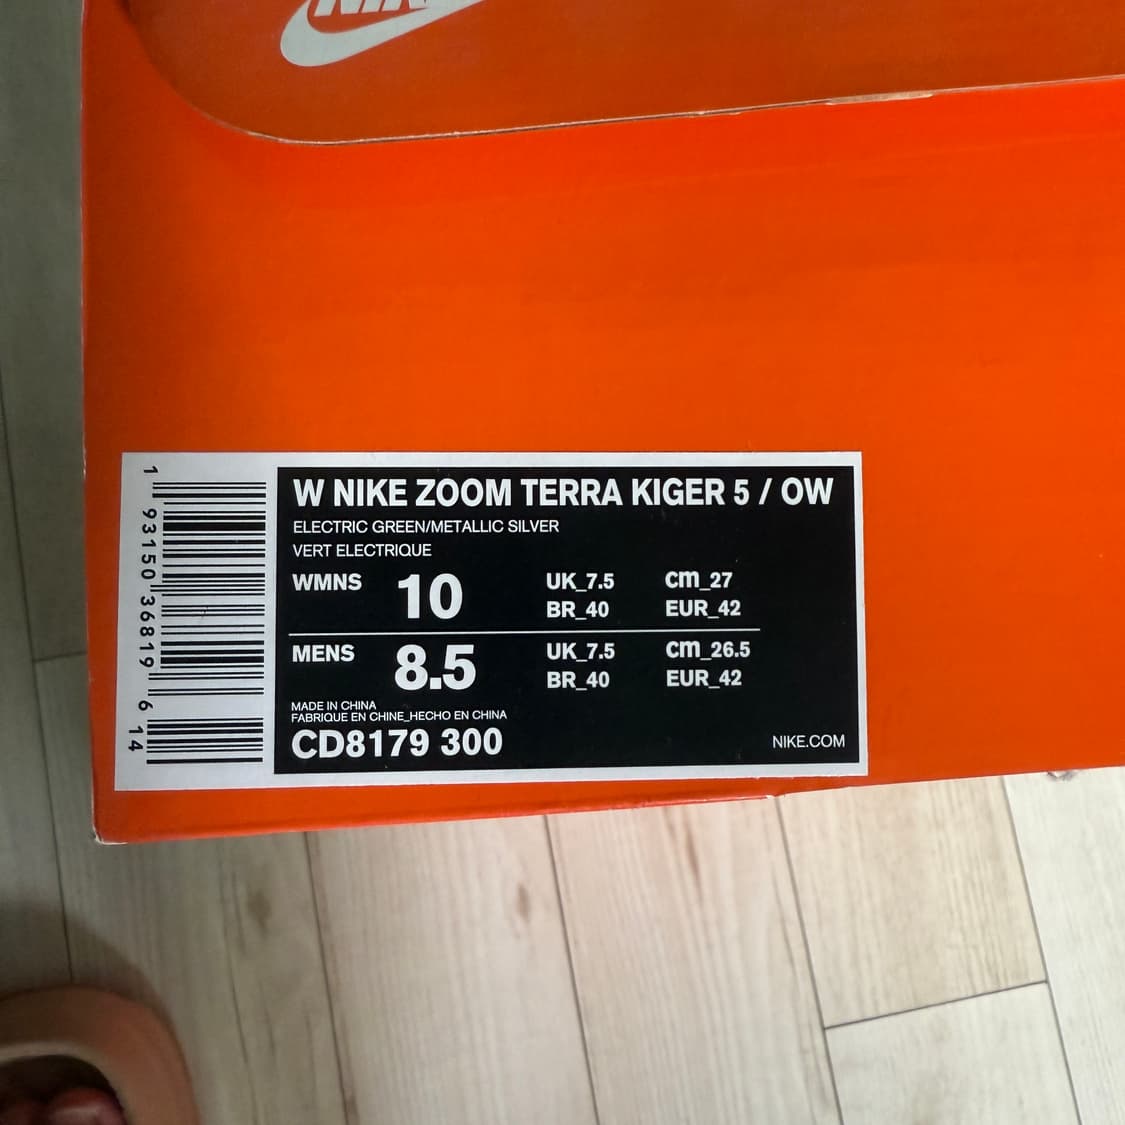 NIKE
W NIKE ZOOM TERRA KIGER 5 / OW
ELECTRIC GREEN/METALLIC SILVER
VERT ELECTRIQUE
WMNS 10 UK_7.5 cm_27
BR_40 EUR_42
MENS 8.5 UK_7.5 cm_26.5
BR_40 EUR_42
MADE IN CHINA
FABRIQUE EN CHINE_HECHO EN CHINA
CD8179 300
NIKE.COM
1 93150 36819 6 14